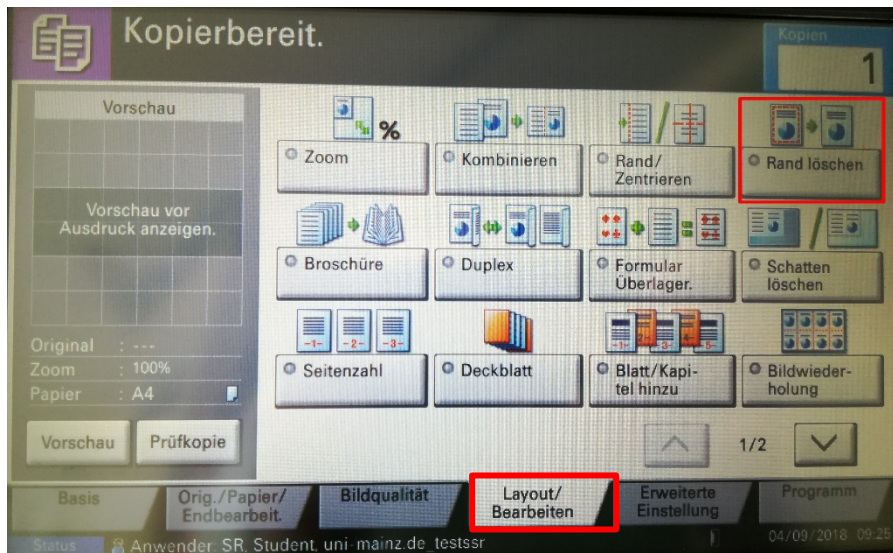 Kopierbereit.
Kopien
1
Vorschau
Vorschau vor
Ausdruck anzeigen.
Original : ---
Zoom : 100%
Papier : A4
Vorschau
Prüfkopie
%
Zoom
Kombinieren
Rand/
Zentrieren
Rand löschen
Broschüre
Duplex
Formular
Überlager.
Schatten
löschen
-1- -2- -3-
Seitenzahl
Deckblatt
Blatt/Kapi-
tel hinzu
Bildwieder-
holung
1/2
Basis
Orig./Papier/
Endbearbeit.
Bildqualität
Layout/
Bearbeiten
Erweiterte
Einstellung
Programm
Status
Anwender: SR, Student, uni-mainz.de_testssr
04/09/2018 09:25